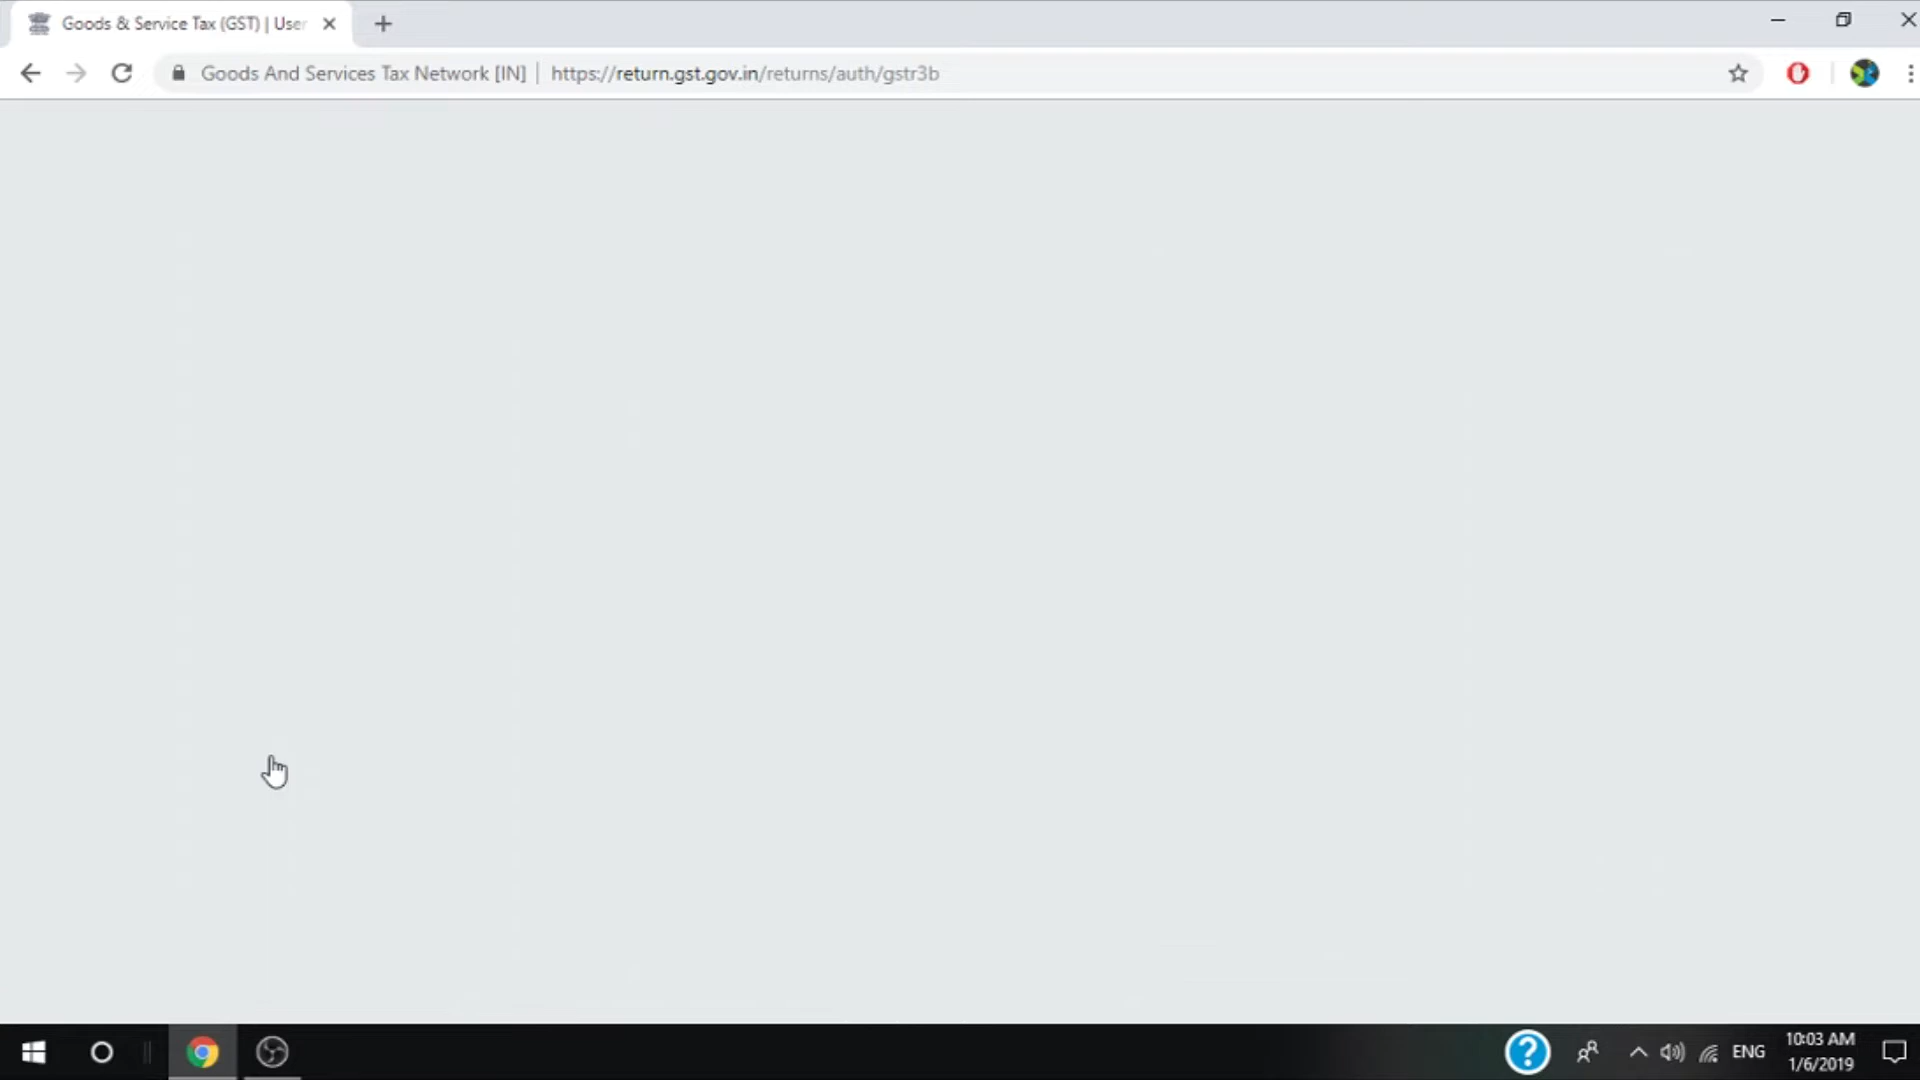 Goods & Service Tax (GST) | User
Goods And Services Tax Network [IN]
https://return.gst.gov.in/returns/auth/gstr3b
ENG
10:03 AM
1/6/2019